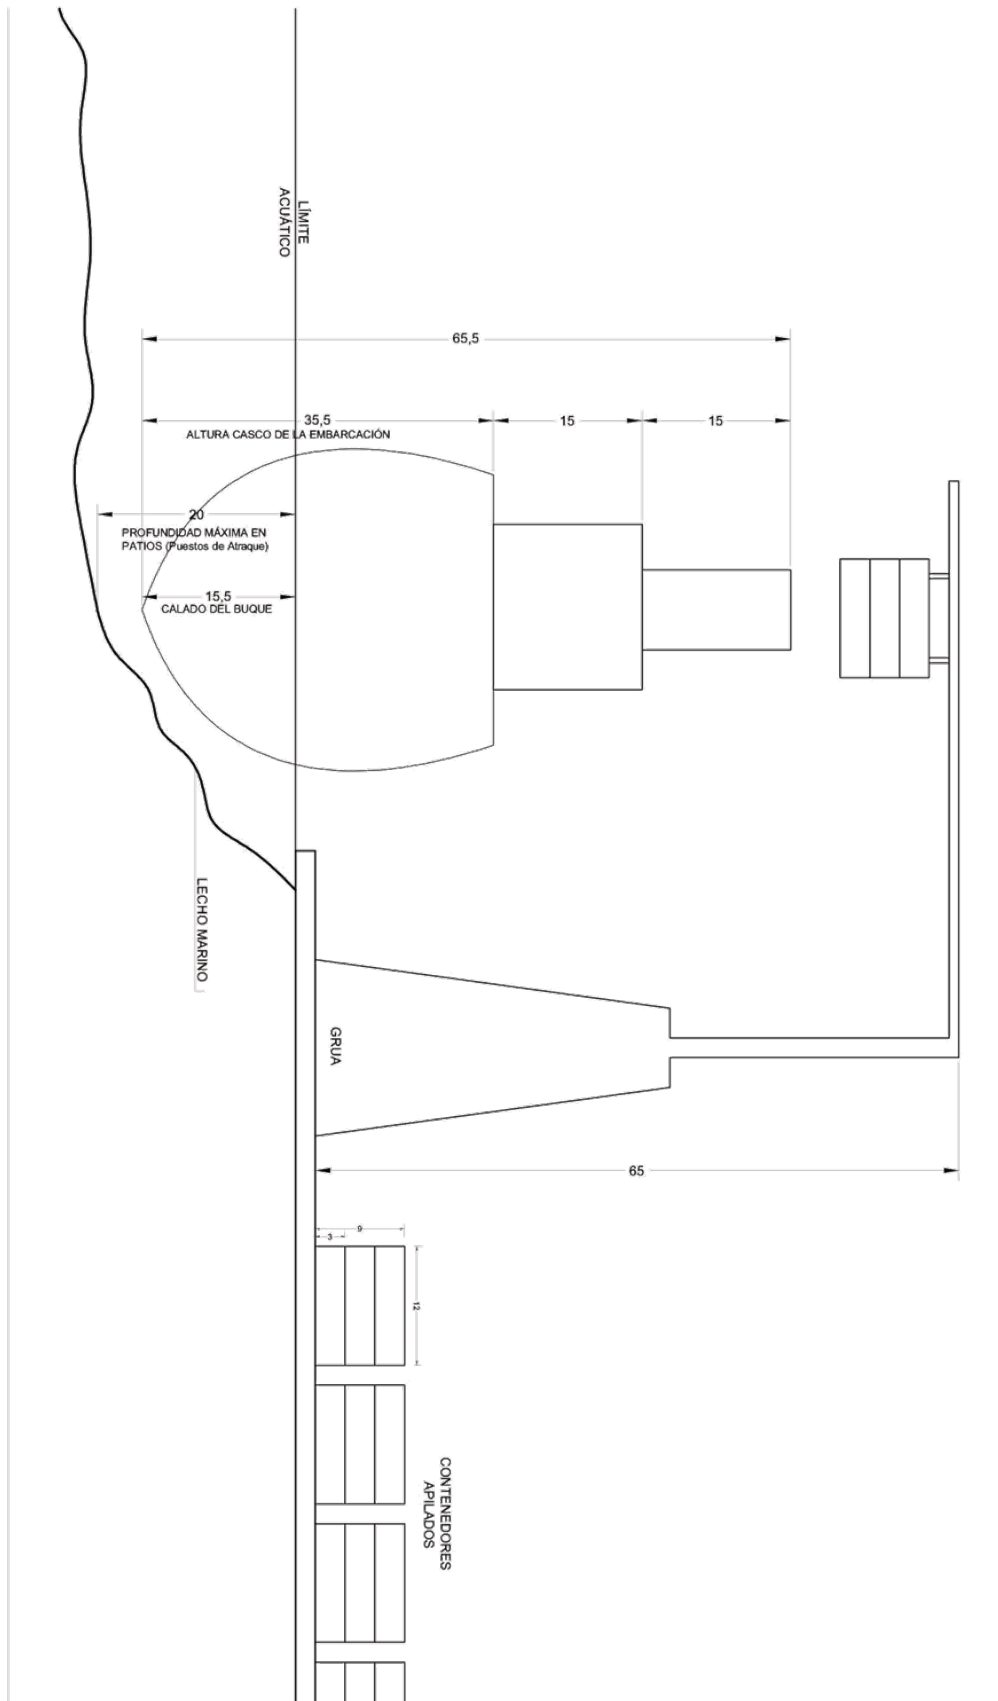 LÍMITE
ACUÁTICO
65,5
35,5
15
15
ALTURA CASCO DE LA EMBARCACIÓN
20
PROFUNDIDAD MÁXIMA EN
PATIOS (Puestos de Atraque)
15,5
CALADO DEL BUQUE
LECHO MARINO
GRUA
65
9
3
12
CONTENEDORES
APILADOS